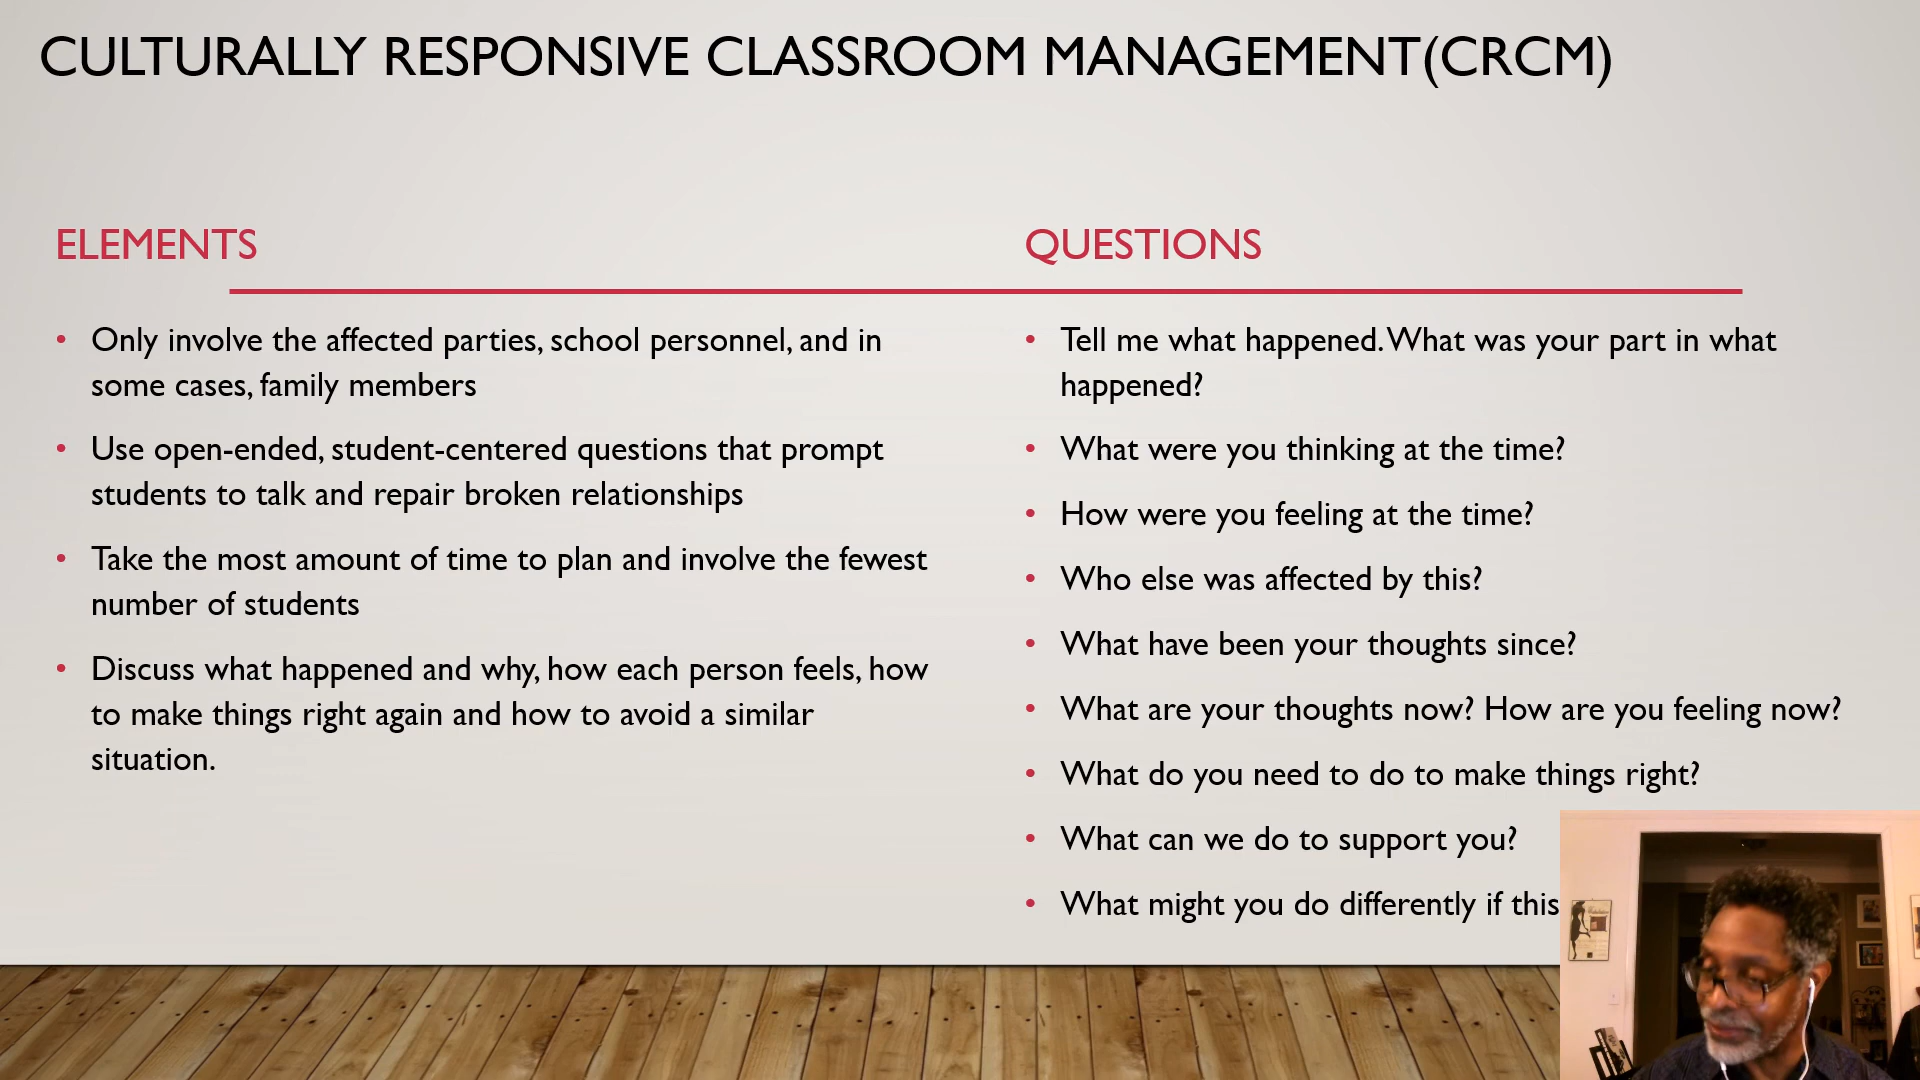 CULTURALLY RESPONSIVE CLASSROOM MANAGEMENT(CRCM)
ELEMENTS
• Only involve the affected parties, school personnel, and in
some cases, family members
• Use open-ended, student-centered questions that prompt
students to talk and repair broken relationships
• Take the most amount of time to plan and involve the fewest
number of students
• Discuss what happened and why, how each person feels, how
to make things right again and how to avoid a similar
situation.
QUESTIONS
• Tell me what happened. What was your part in what
happened?
• What were you thinking at the time?
• How were you feeling at the time?
• Who else was affected by this?
• What have been your thoughts since?
• What are your thoughts now? How are you feeling now?
• What do you need to do to make things right?
• What can we do to support you?
• What might you do differently if this